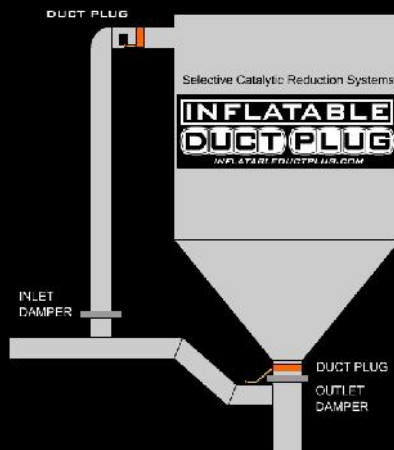 DUCT PLUG
Selective Catalytic Reduction Systems
INFLATABLE
DUCT PLUG
INFLATABLEDUCTPLUG.COM
INLET
DAMPER
DUCT PLUG
OUTLET
DAMPER